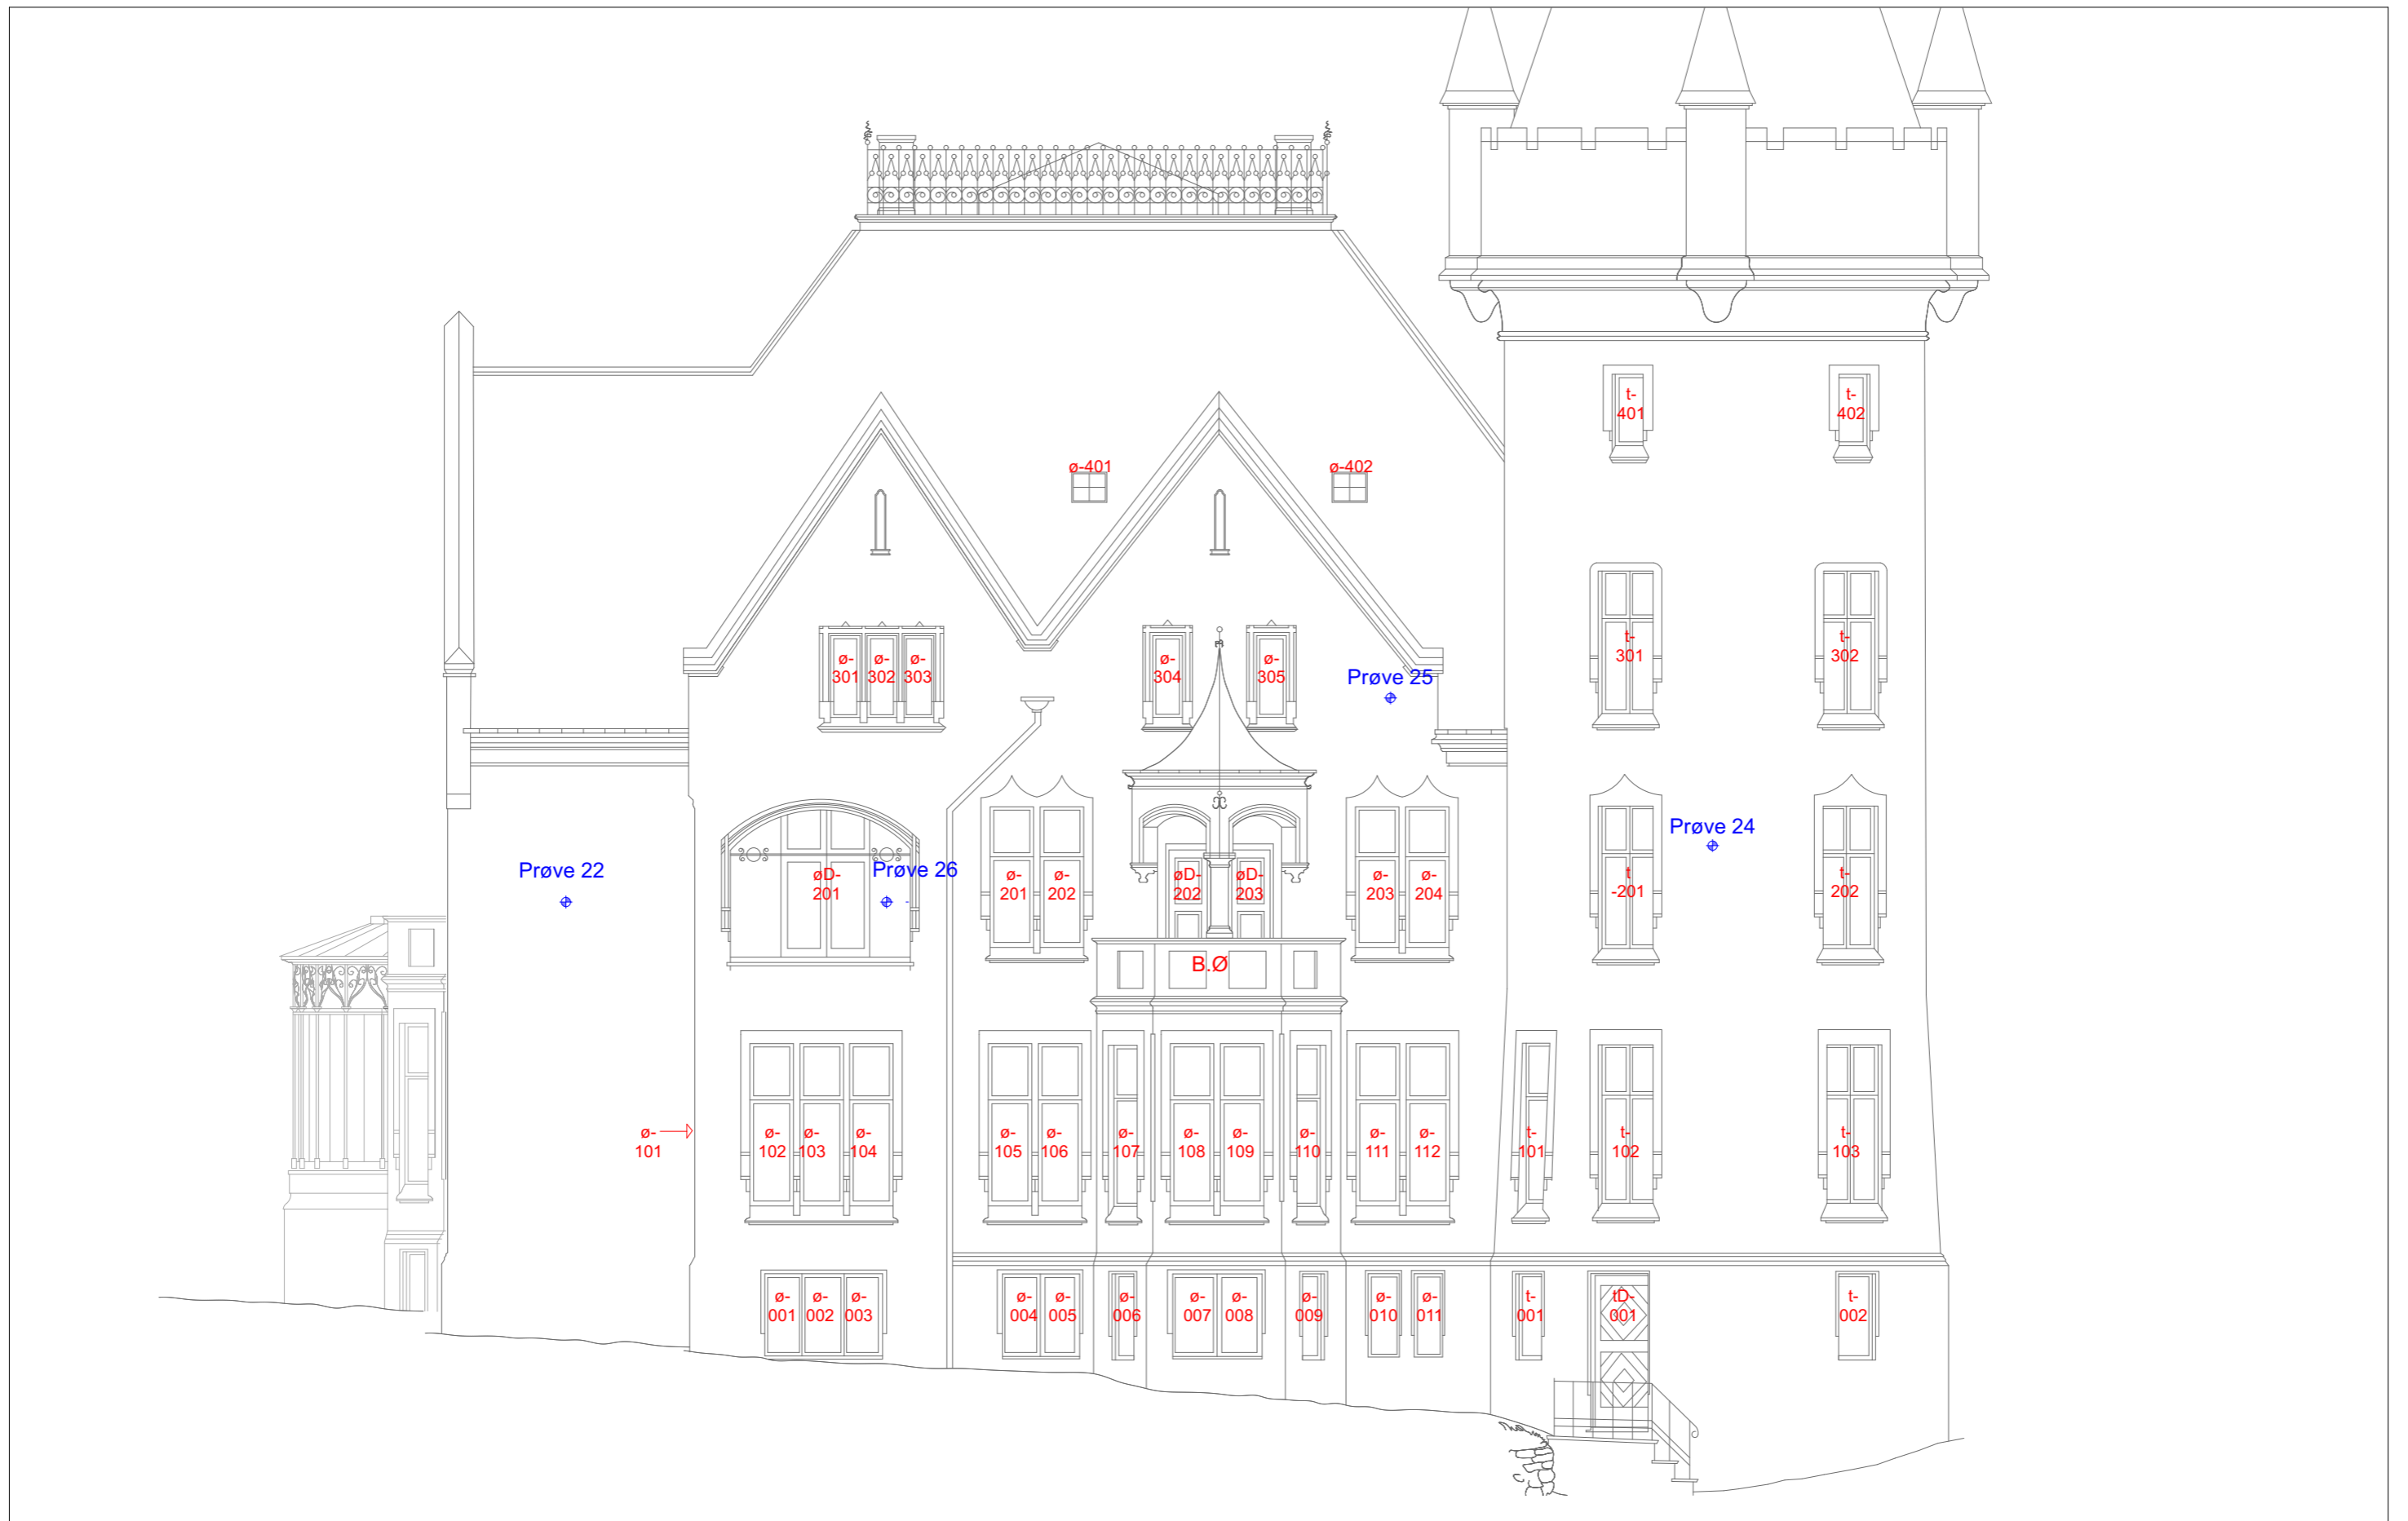 t-
401
t-
402
ø-401
ø-402
t-
301
t-
302
ø-
301
ø-
302
ø-
303
ø-
304
ø-
305
Prøve 25
Prøve 24
Prøve 22
Prøve 26
øD-
201
ø-
201
ø-
202
øD-
202
øD-
203
ø-
203
ø-
204
t
-201
t-
202
B.Ø
ø-
101
ø-
102
ø-
103
ø-
104
ø-
105
ø-
106
ø-
107
ø-
108
ø-
109
ø-
110
ø-
111
ø-
112
t-
101
t-
102
t-
103
ø-
001
ø-
002
ø-
003
ø-
004
ø-
005
ø-
006
ø-
007
ø-
008
ø-
009
ø-
010
ø-
011
t-
001
tD-
001
t-
002